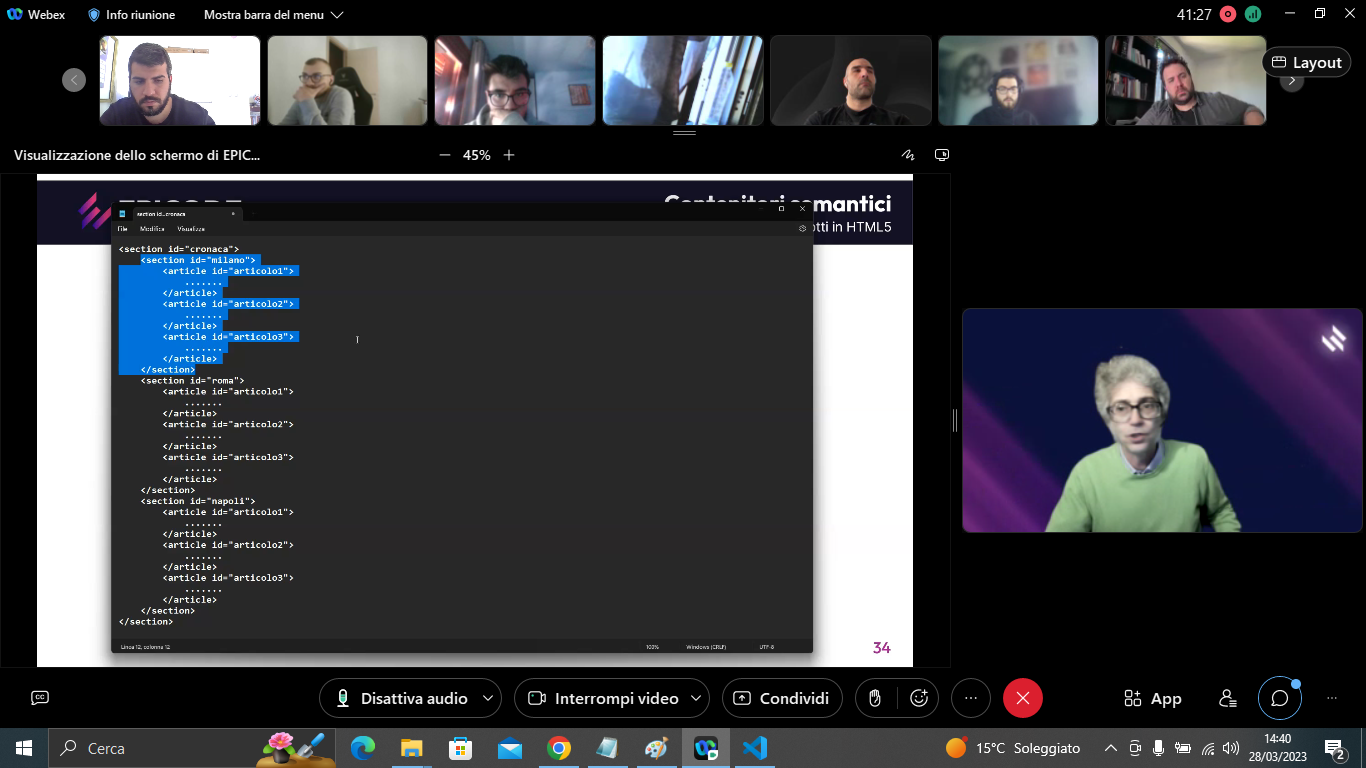 Webex
Info riunione
Mostra barra del menu
41:27
Layout
Visualizzazione dello schermo di EPIC...
45%
semantici
otti in HTML5
section id...cronaca
File Modifica Visualizza
<section id="cronaca">
<section id="milano">
<article id="articolo1">
.......
</article>
<article id="articolo2">
.......
</article>
<article id="articolo3">
.......
</article>
</section>
<section id="roma">
<article id="articolo1">
.......
</article>
<article id="articolo2">
.......
</article>
<article id="articolo3">
.......
</article>
</section>
<section id="napoli">
<article id="articolo1">
.......
</article>
<article id="articolo2">
.......
</article>
<article id="articolo3">
.......
</article>
</section>
</section>
Linea 12, colonna 12
100%
Windows (CRLF)
UTF-8
34
CC
Disattiva audio
Interrompi video
Condividi
App
Cerca
15°C Soleggiato
14:40
28/03/2023
2